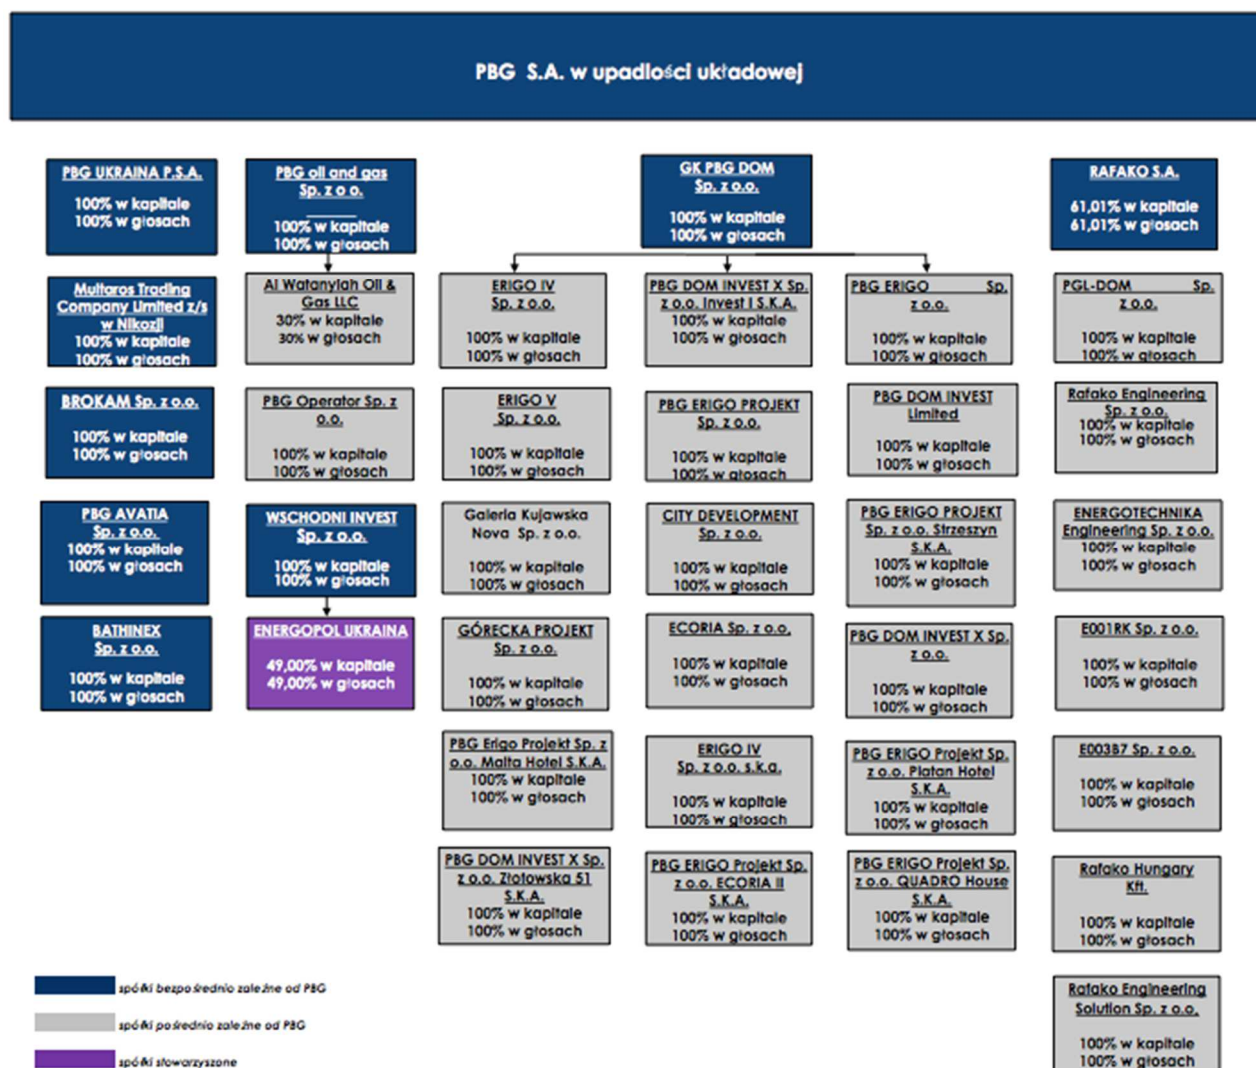 PBG S.A. w upadłości układowej
PBG UKRAINA P.S.A.
100% w kapitale
100% w głosach
Multaros Trading
Company Limited z/s
w Nikozji
100% w kapitale
100% w głosach
BROKAM Sp. z o.o.
100% w kapitale
100% w głosach
PBG AVATIA
Sp. z o.o.
100% w kapitale
100% w głosach
BATHINEX
Sp. z o.o.
100% w kapitale
100% w głosach
PBG oil and gas
Sp. z o o.
100% w kapitale
100% w głosach
Al Watanyiah Oil &
Gas LLC
30% w kapitale
30% w głosach
PBG Operator Sp. z
o.o.
100% w kapitale
100% w głosach
WSCHODNI INVEST
Sp. z o.o.
100% w kapitale
100% w głosach
ENERGOPOL UKRAINA
49,00% w kapitale
49,00% w głosach
GK PBG DOM
Sp. z o.o.
100% w kapitale
100% w głosach
ERIGO IV
Sp. z o.o.
100% w kapitale
100% w głosach
ERIGO V
Sp. z o.o.
100% w kapitale
100% w głosach
Galeria Kujawska
Nova Sp. z o.o.
100% w kapitale
100% w głosach
GÓRECKA PROJEKT
Sp. z o.o.
100% w kapitale
100% w głosach
PBG Erigo Projekt Sp. z
o.o. Malta Hotel S.K.A.
100% w kapitale
100% w głosach
PBG DOM INVEST X Sp.
z o.o. Złotowska 51
S.K.A.
100% w kapitale
100% w głosach
PBG DOM INVEST X Sp.
z o.o. Invest I S.K.A.
100% w kapitale
100% w głosach
PBG ERIGO PROJEKT
Sp. z o.o.
100% w kapitale
100% w głosach
CITY DEVELOPMENT
Sp. z o.o.
100% w kapitale
100% w głosach
ECORIA Sp. z o.o.
100% w kapitale
100% w głosach
ERIGO IV
Sp. z o.o. s.k.a.
100% w kapitale
100% w głosach
PBG ERIGO Projekt Sp.
z o.o. ECORIA II
S.K.A.
100% w kapitale
100% w głosach
PBG ERIGO Sp.
z o.o.
100% w kapitale
100% w głosach
PBG DOM INVEST
Limited
100% w kapitale
100% w głosach
PBG ERIGO PROJEKT
Sp. z o.o. Strzeszyn
S.K.A.
100% w kapitale
100% w głosach
PBG DOM INVEST X Sp.
z o.o.
100% w kapitale
100% w głosach
PBG ERIGO Projekt Sp.
z o.o. Platan Hotel
S.K.A.
100% w kapitale
100% w głosach
PBG ERIGO Projekt Sp.
z o.o. QUADRO House
S.K.A.
100% w kapitale
100% w głosach
RAFAKO S.A.
61,01% w kapitale
61,01% w głosach
PGL-DOM Sp.
z o.o.
100% w kapitale
100% w głosach
Rafako Engineering
Sp. z o.o.
100% w kapitale
100% w głosach
ENERGOTECHNIKA
Engineering Sp. z o.o.
100% w kapitale
100% w głosach
E001RK Sp. z o.o.
100% w kapitale
100% w głosach
E003B7 Sp. z o.o.
100% w kapitale
100% w głosach
Rafako Hungary
Kft.
100% w kapitale
100% w głosach
Rafako Engineering
Solution Sp. z o.o.
100% w kapitale
100% w głosach
spółki bezpośrednio zależne od PBG
spółki pośrednio zależne od PBG
spółki stowarzyszone